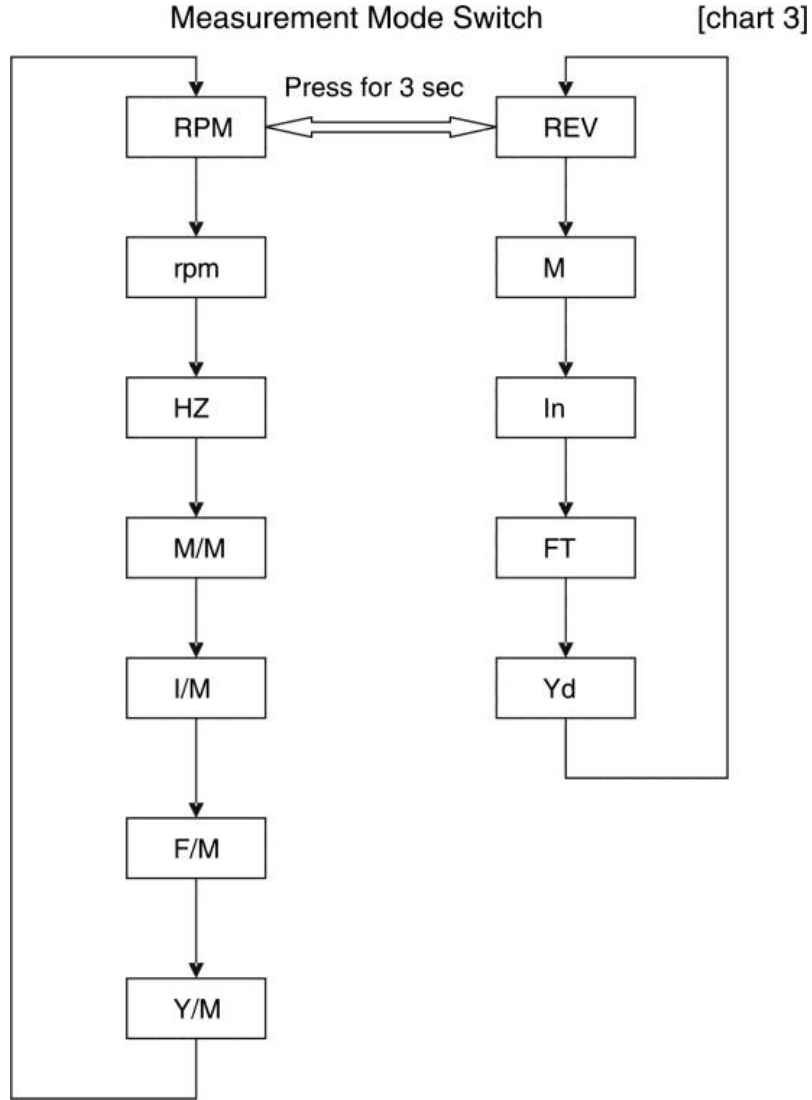 Measurement Mode Switch [chart 3]
Press for 3 sec
RPM
REV
rpm
M
HZ
In
M/M
FT
I/M
Yd
F/M
Y/M